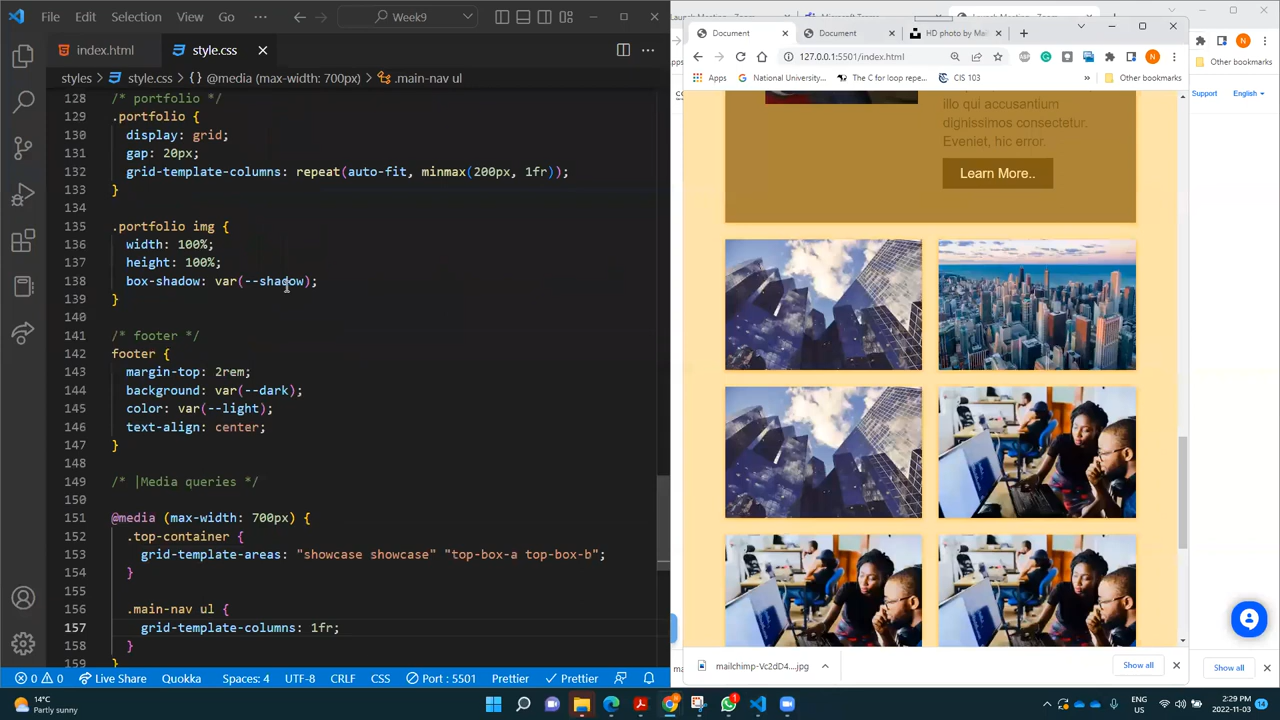 File Edit Selection View Go ··· Week9
index.html style.css
styles > style.css > {} @media (max-width: 700px) > .main-nav ul
128 /* portfolio */
129 .portfolio {
130 display: grid;
131 gap: 20px;
132 grid-template-columns: repeat(auto-fit, minmax(200px, 1fr));
133 }
134
135 .portfolio img {
136 width: 100%;
137 height: 100%;
138 box-shadow: var(--shadow);
139 }
140
141 /* footer */
142 footer {
143 margin-top: 2rem;
144 background: var(--dark);
145 color: var(--light);
146 text-align: center;
147 }
148
149 /* |Media queries */
150
151 @media (max-width: 700px) {
152 .top-container {
153 grid-template-areas: "showcase showcase" "top-box-a top-box-b";
154 }
155
156 .main-nav ul {
157 grid-template-columns: 1fr;
158 }
159 }
0 0 Live Share Quokka Spaces: 4 UTF-8 CRLF CSS Port : 5501 Prettier Prettier
Document Document HD photo by Mai
127.0.0.1:5501/index.html
Apps National University... The C for loop repe... CIS 103 » Other bookmarks
illo qui accusantium
dignissimos consectetur.
Eveniet, hic error.
Learn More..
mailchimp-Vc2dD4....jpg Show all
Other bookmarks
Support English
Show all
14°C
Partly sunny
ENG
US
2:29 PM
2022-11-03